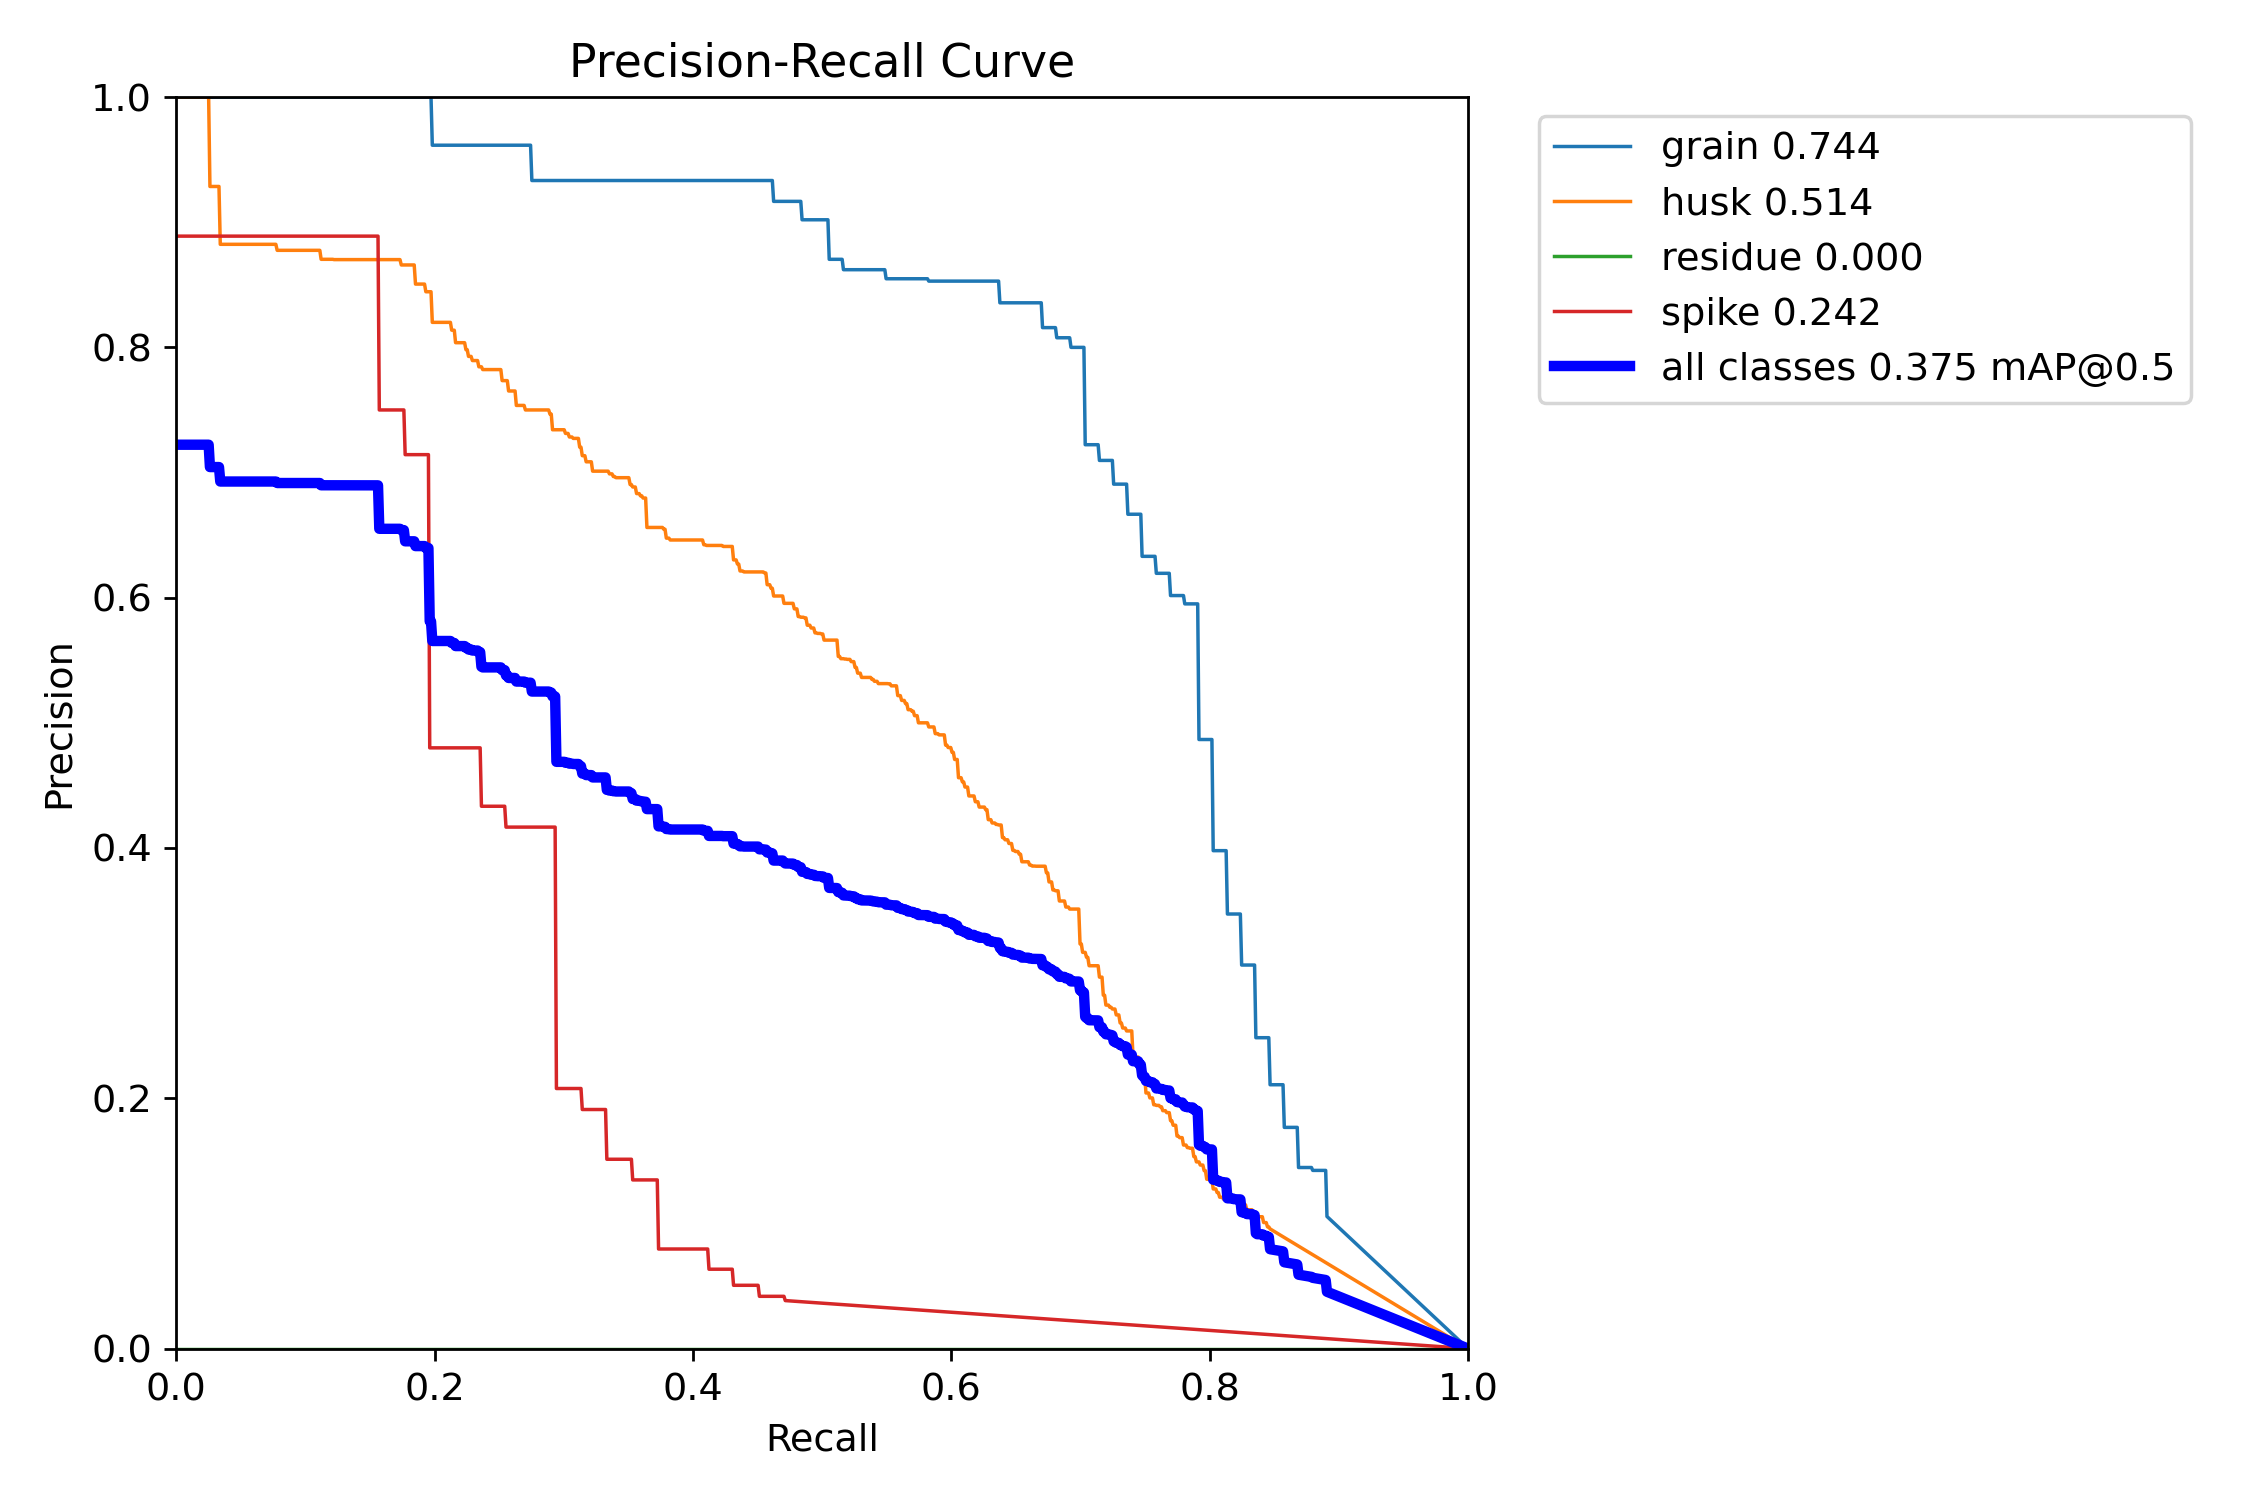 Precision-Recall Curve
1.0
0.8
0.6
0.4
0.2
0.0
Precision
0.0 0.2 0.4 0.6 0.8 1.0
Recall
grain 0.744
husk 0.514
residue 0.000
spike 0.242
all classes 0.375 mAP@0.5